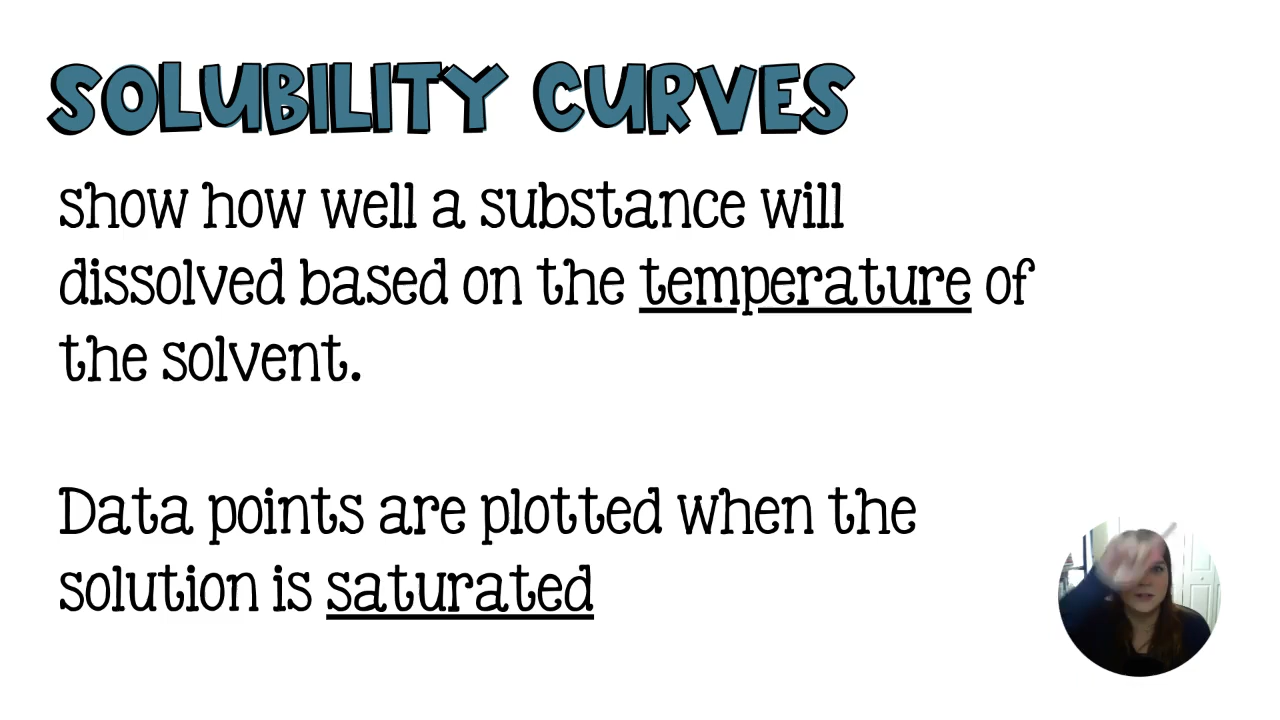 SOLUBILITY CURVES
show how well a substance will
dissolved based on the temperature of
the solvent.
Data points are plotted when the
solution is saturated